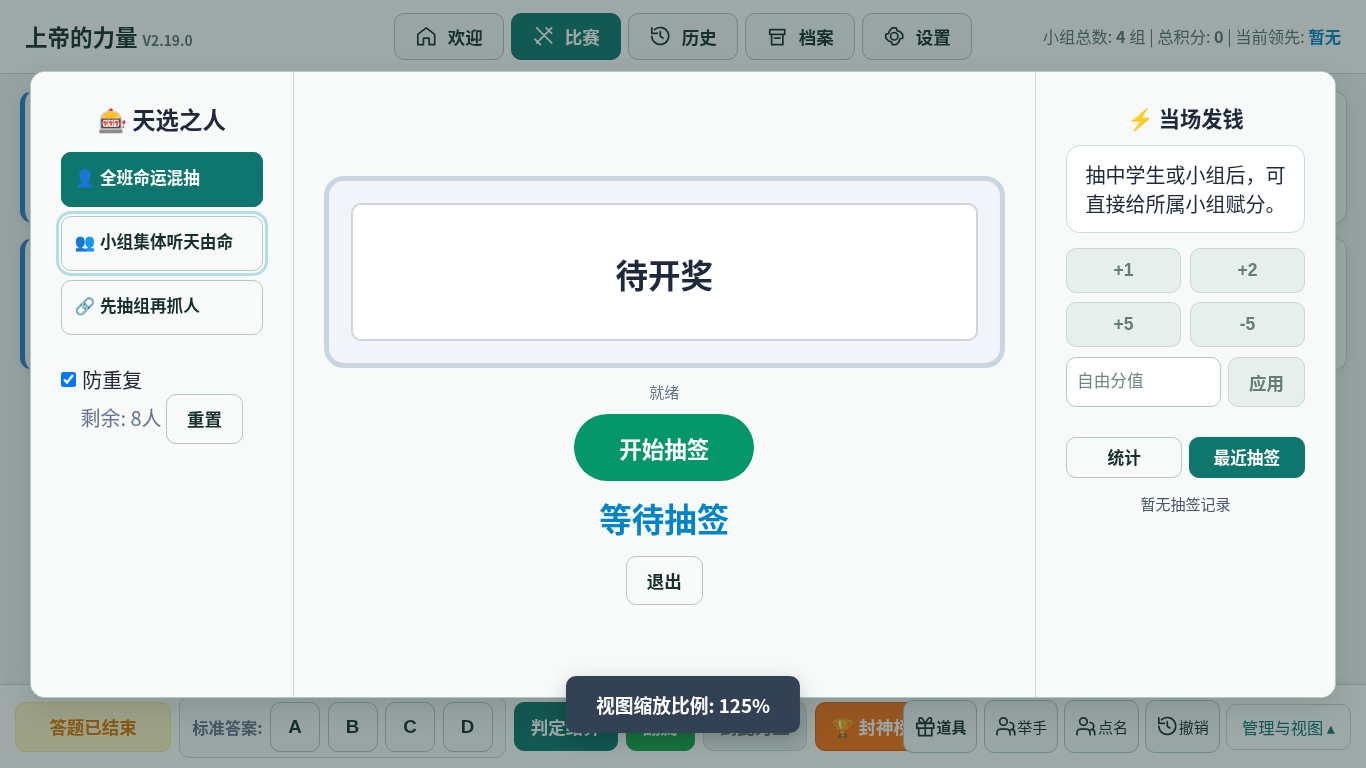 上帝的力量 V2.19.0
欢迎
比赛
历史
档案
设置
小组总数: 4 组 | 总积分: 0 | 当前领先: 暂无
🎰 天选之人
👤 全班命运混抽
👥 小组集体听天由命
🔗 先抽组再抓人
防重复
剩余: 8人
重置
待开奖
就绪
开始抽签
等待抽签
退出
⚡ 当场发钱
抽中学生或小组后，可
直接给所属小组赋分。
+1
+2
+5
-5
自由分值
应用
统计
最近抽签
暂无抽签记录
视图缩放比例: 125%
答题已结束
标准答案:
A
B
C
D
判定
🏆 封神
道具
举手
点名
撤销
管理与视图▲